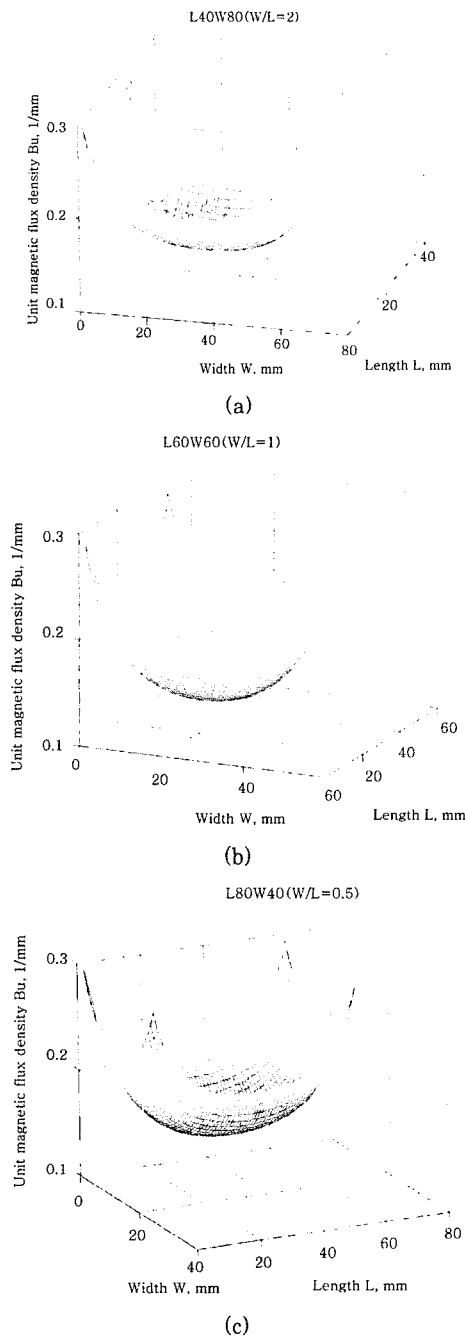 L40W80(W/L=2)
Unit magnetic flux density Bu, 1/mm
0.3
0.2
0.1
0
20
40
60
80
20
40
Width W, mm
Length L, mm
(a)
L60W60(W/L=1)
Unit magnetic flux density Bu, 1/mm
0.3
0.2
0.1
0
20
40
60
20
40
60
Width W, mm
Length L, mm
(b)
L80W40(W/L=0.5)
Unit magnetic flux density Bu, 1/mm
0.3
0.2
0.1
0
20
40
20
40
60
80
Width W, mm
Length L, mm
(c)